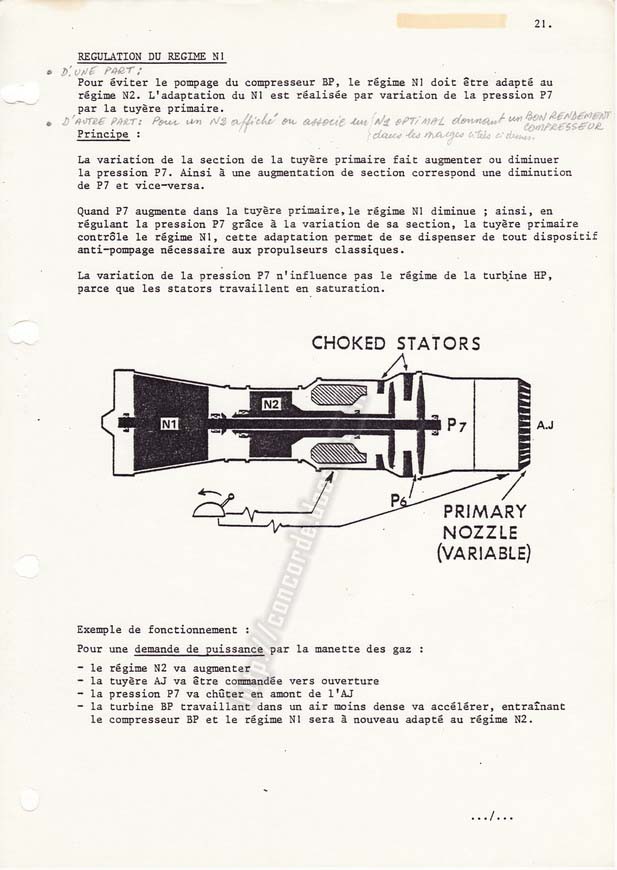 21.
REGULATION DU REGIME N1
• D'UNE PART :
Pour éviter le pompage du compresseur BP, le régime N1 doit être adapté au
régime N2. L'adaptation du N1 est réalisée par variation de la pression P7
par la tuyère primaire.
• D'AUTRE PART : Pour un N2 affiché ou associe un N1 OPTIMAL donnant un BON RENDEMENT
COMPRESSEUR
dans les marges
Principe :
La variation de la section de la tuyère primaire fait augmenter ou diminuer
la pression P7. Ainsi à une augmentation de section correspond une diminution
de P7 et vice-versa.
Quand P7 augmente dans la tuyère primaire, le régime N1 diminue ; ainsi, en
régulant la pression P7 grâce à la variation de sa section, la tuyère primaire
contrôle le régime N1, cette adaptation permet de se dispenser de tout dispositif
anti-pompage nécessaire aux propulseurs classiques.
La variation de la pression P7 n'influence pas le régime de la turbine HP,
parce que les stators travaillent en saturation.
CHOKED STATORS
N1
N2
P7
A.J
P6
PRIMARY
NOZZLE
(VARIABLE)
Exemple de fonctionnement :
Pour une demande de puissance par la manette des gaz :
- le régime N2 va augmenter
- la tuyère AJ va être commandée vers ouverture
- la pression P7 va chûter en amont de l'AJ
- la turbine BP travaillant dans un air moins dense va accélérer, entraînant
le compresseur BP et le régime N1 sera à nouveau adapté au régime N2.
.../...